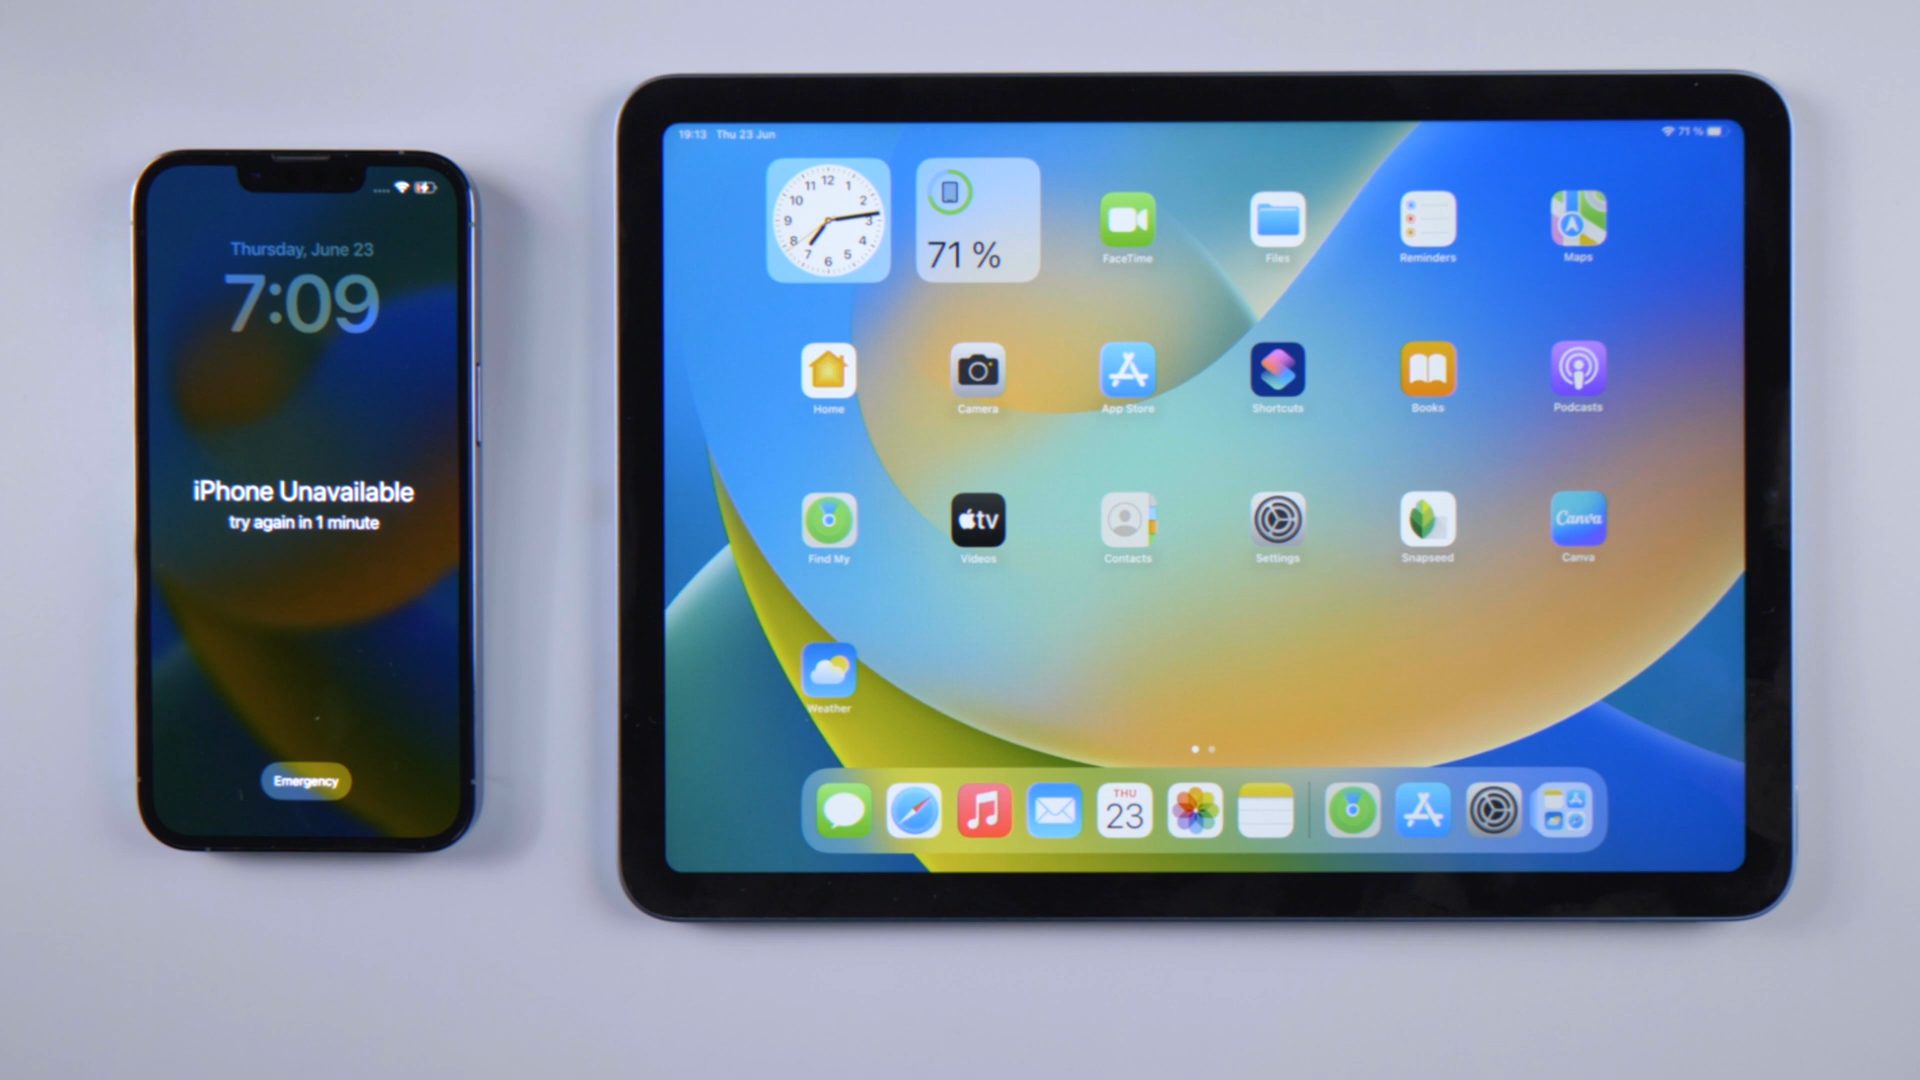 Thursday, June 23
7:09
iPhone Unavailable
try again in 1 minute
Emergency
19:13 Thu 23 Jun
71 %
12
1
2
3
4
5
6
7
8
9
10
11
71 %
FaceTime
Files
Reminders
Maps
Home
Camera
App Store
Shortcuts
Books
Podcasts
tv
Canva
Find My
Videos
Contacts
Settings
Snapseed
Canva
Weather
THU
23